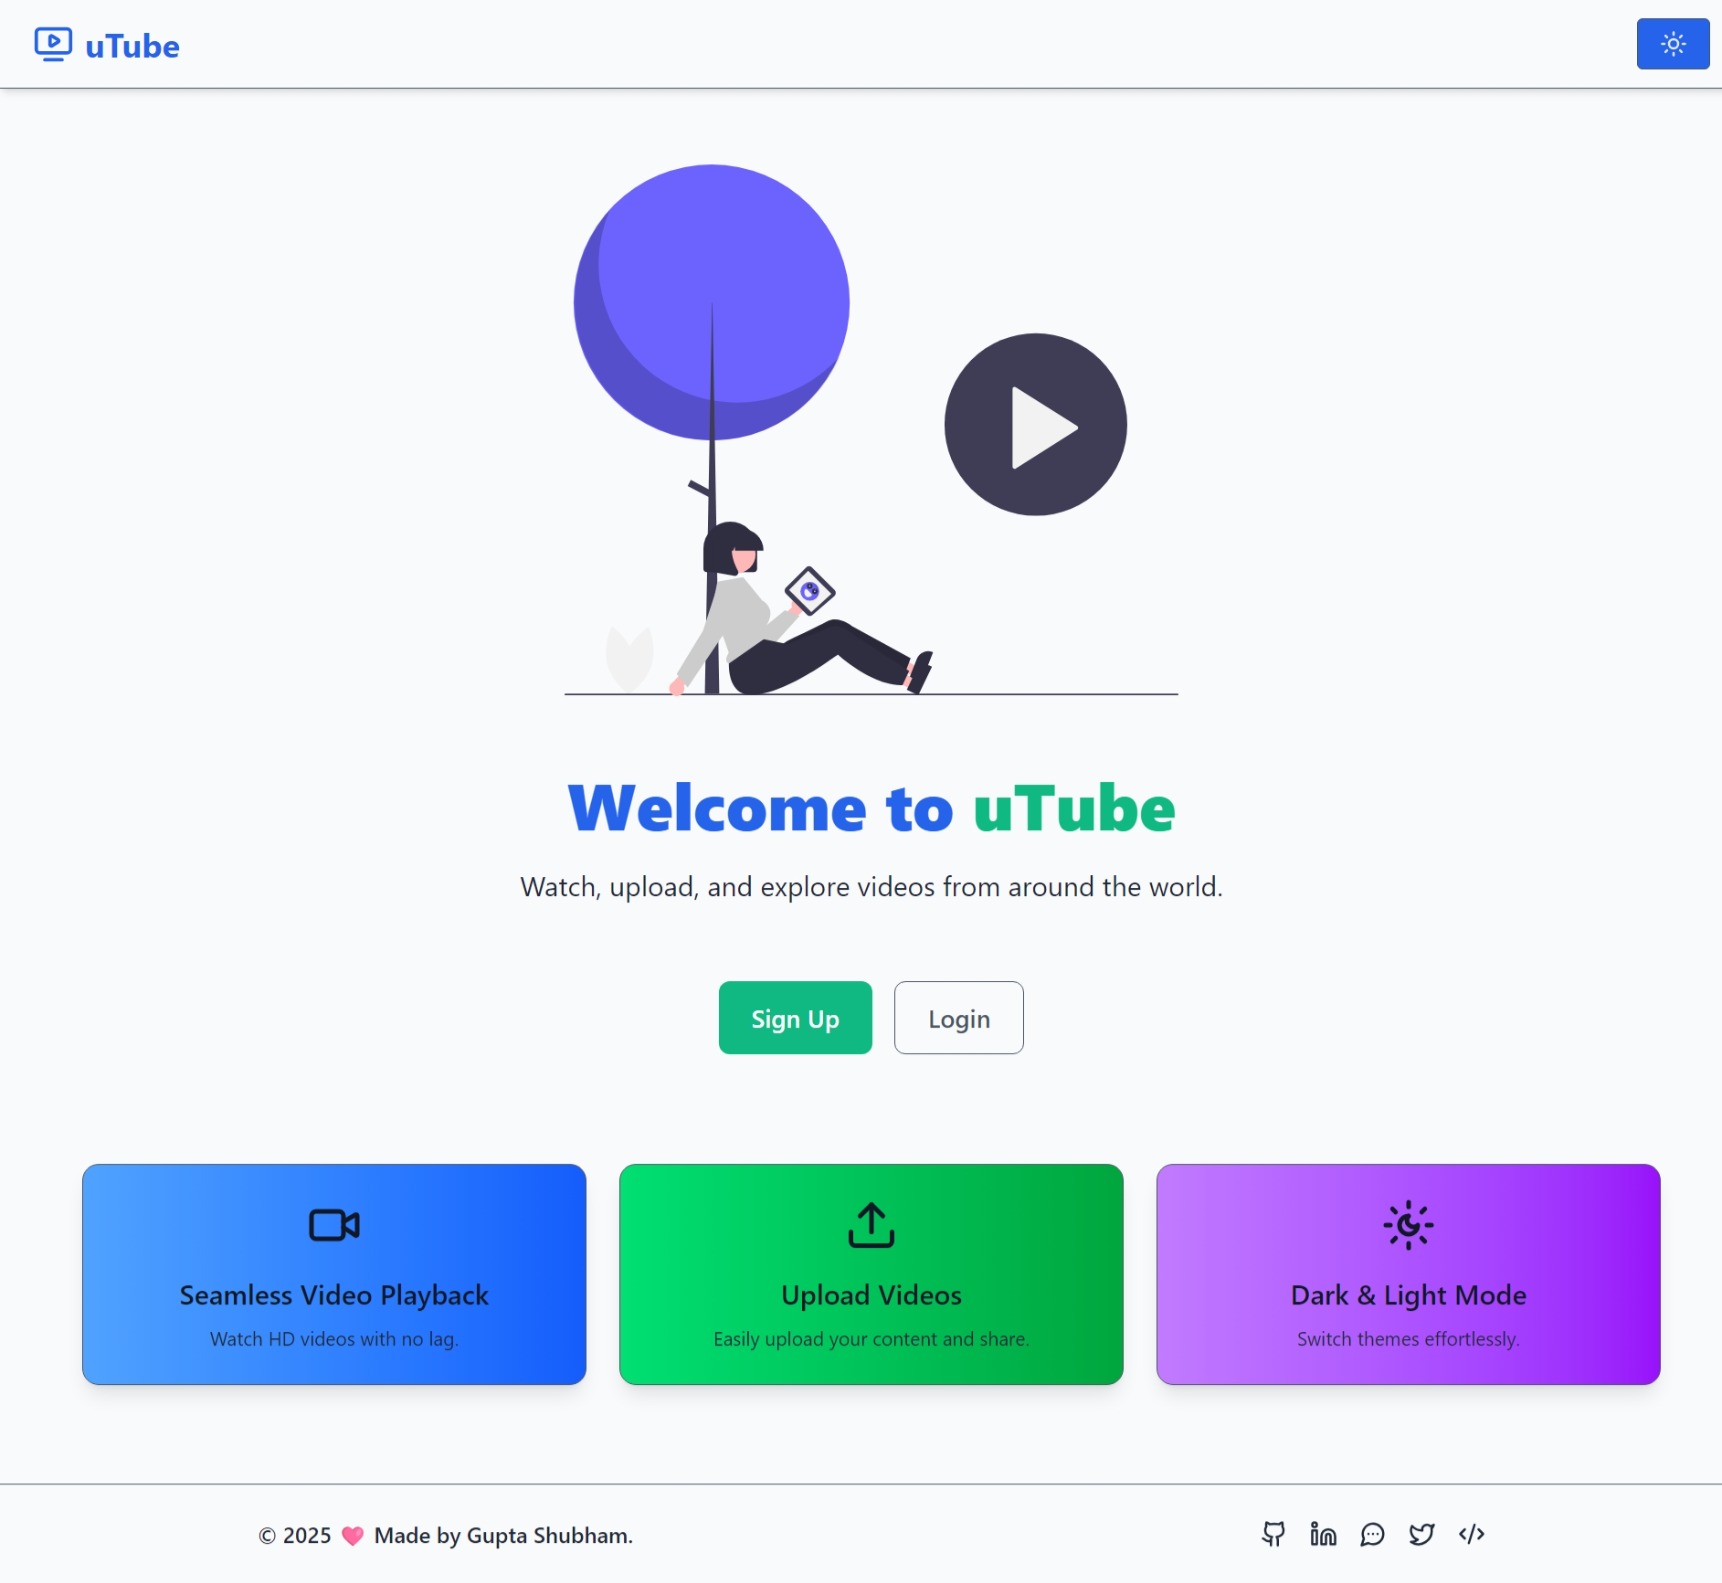 uTube
Welcome to uTube
Watch, upload, and explore videos from around the world.
Sign Up
Login
Seamless Video Playback
Watch HD videos with no lag.
Upload Videos
Easily upload your content and share.
Dark & Light Mode
Switch themes effortlessly.
© 2025 🩷 Made by Gupta Shubham.